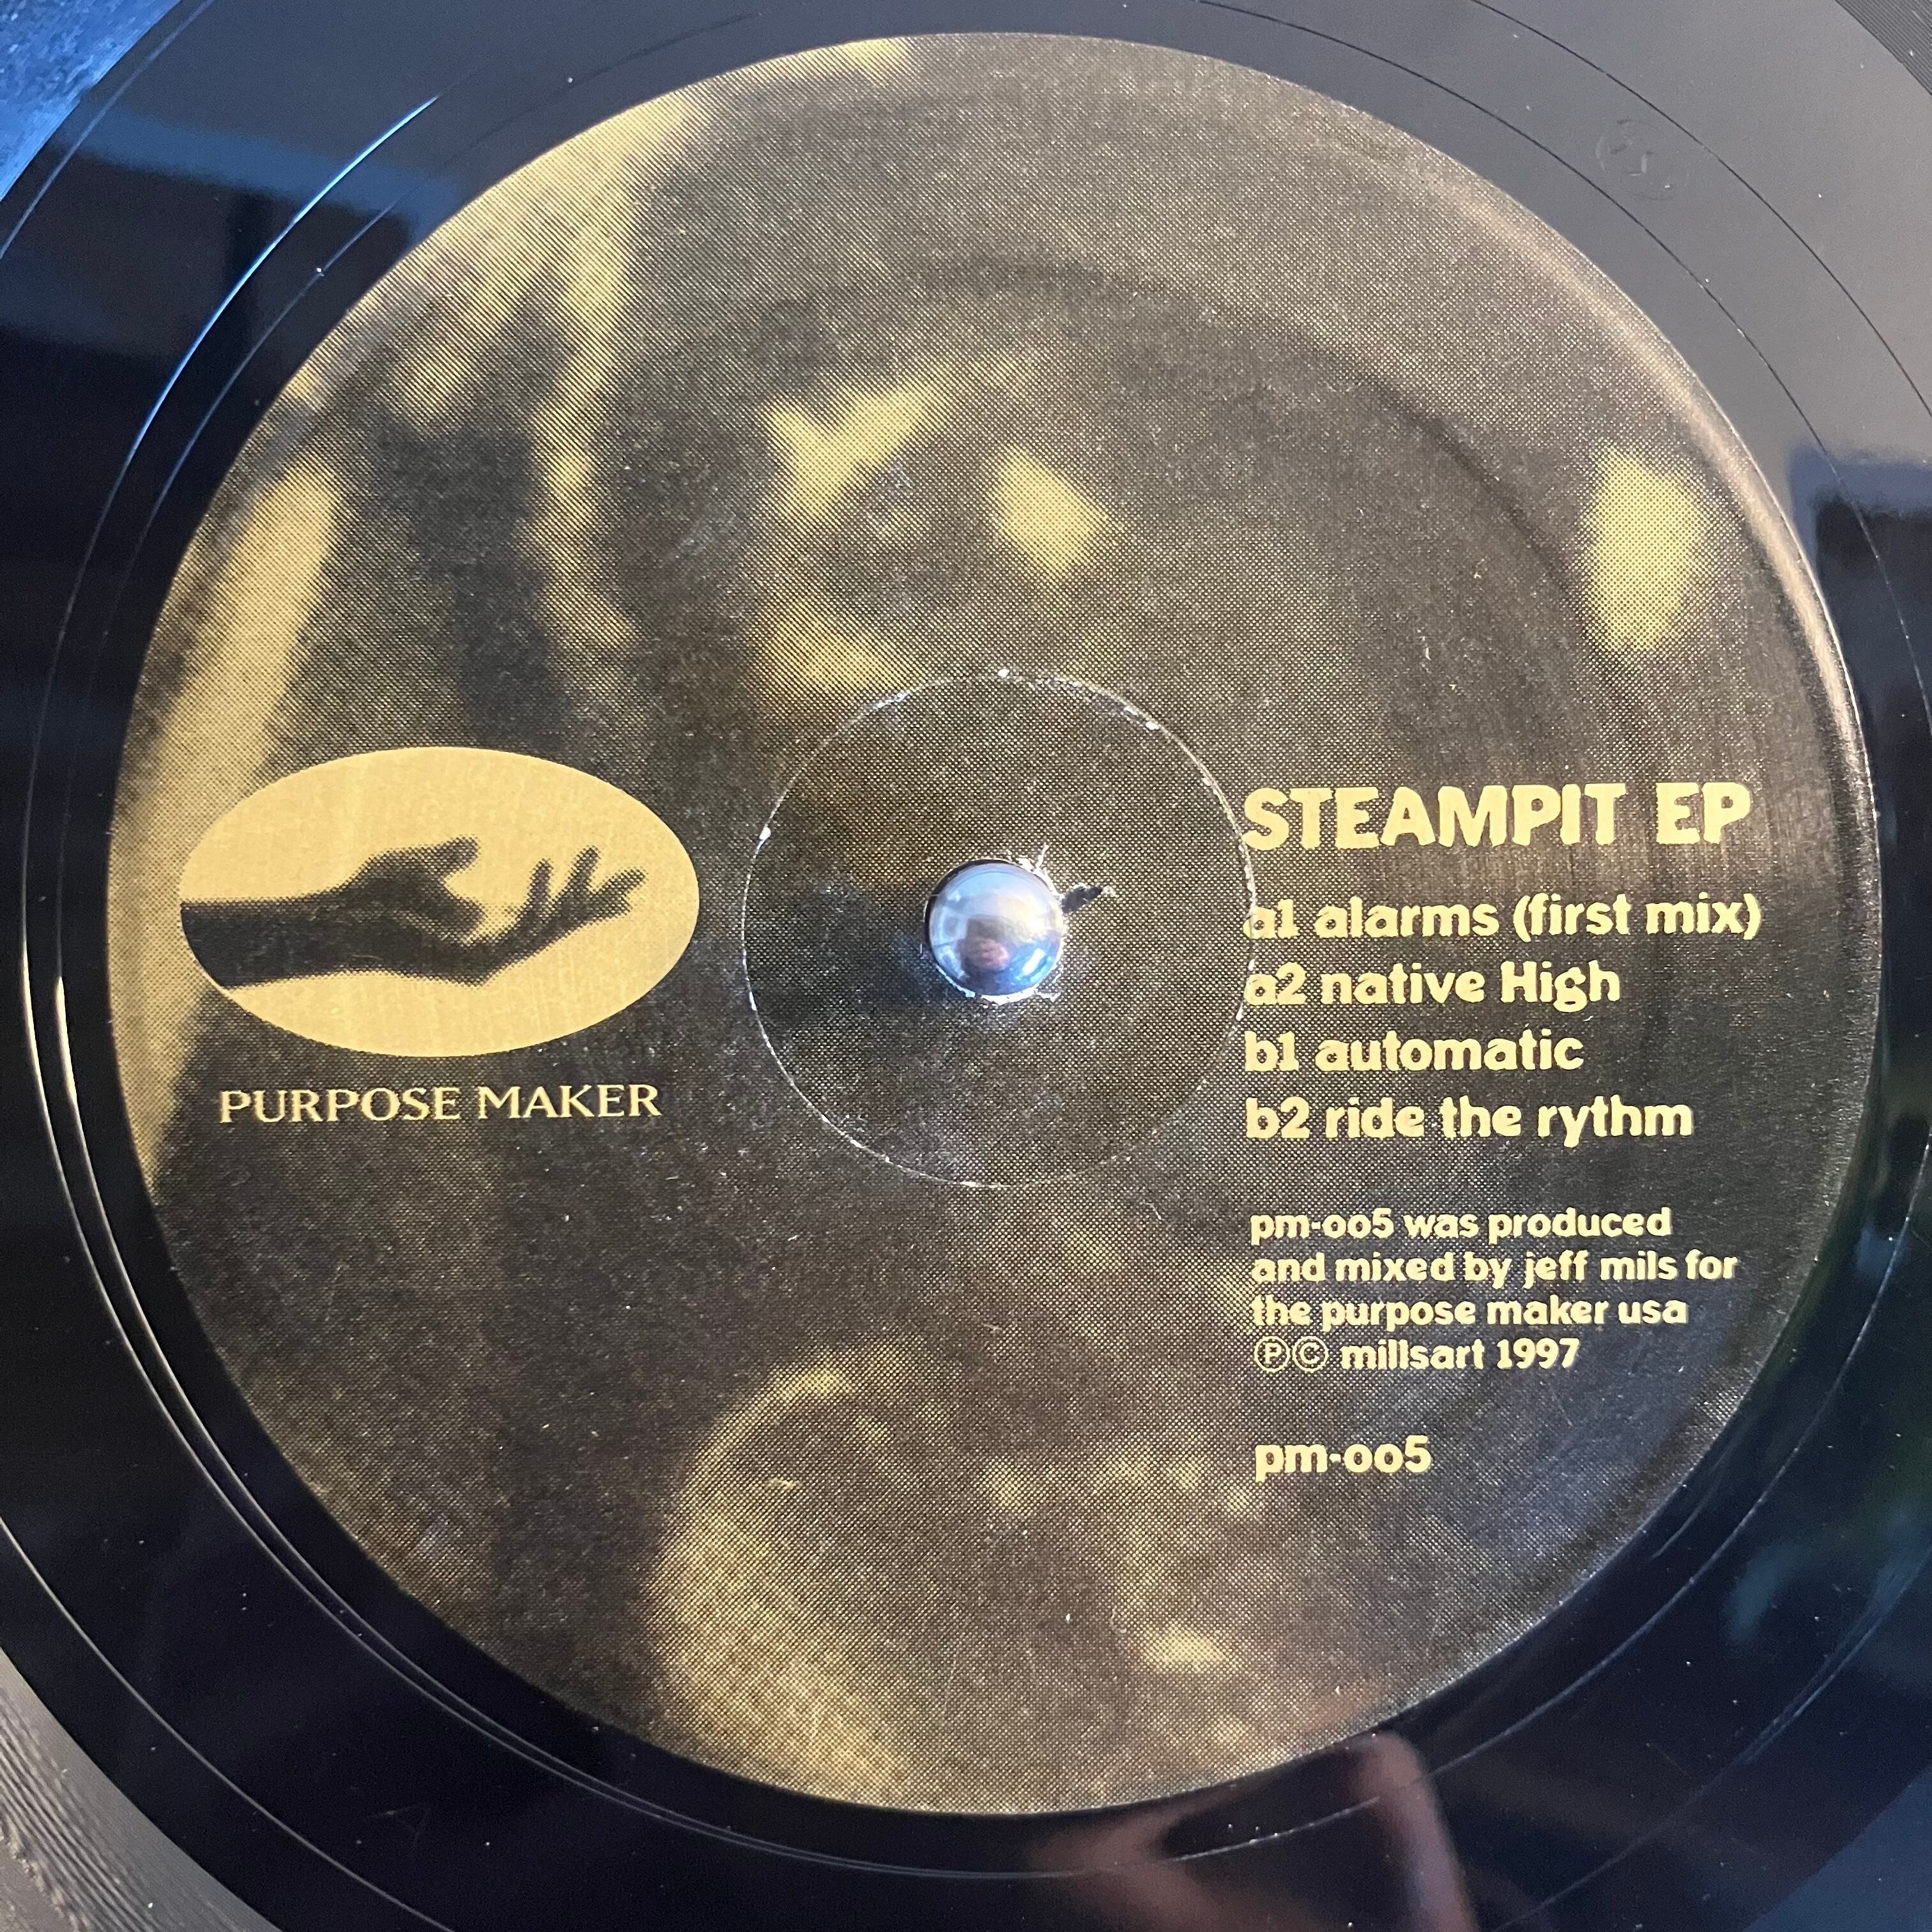 PURPOSE MAKER
STEAMPIT EP
a1 alarms (first mix)
a2 native High
b1 automatic
b2 ride the rythm
pm-oo5 was produced
and mixed by jeff mils for
the purpose maker usa
℗© millsart 1997
pm-oo5